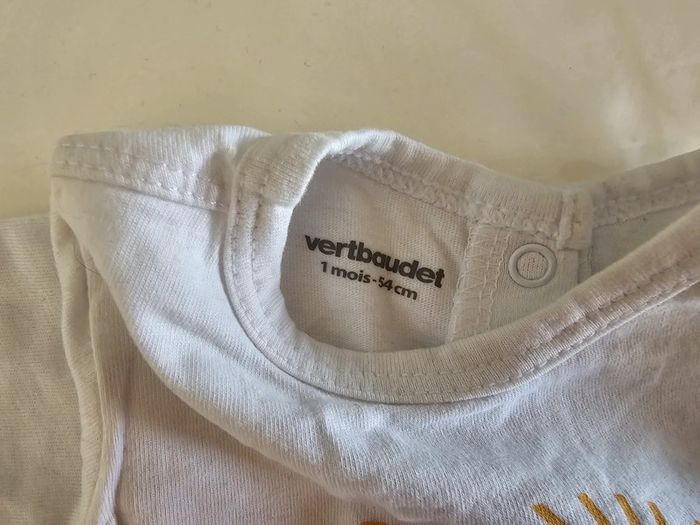 vertbaudet
1 mois - 54 cm